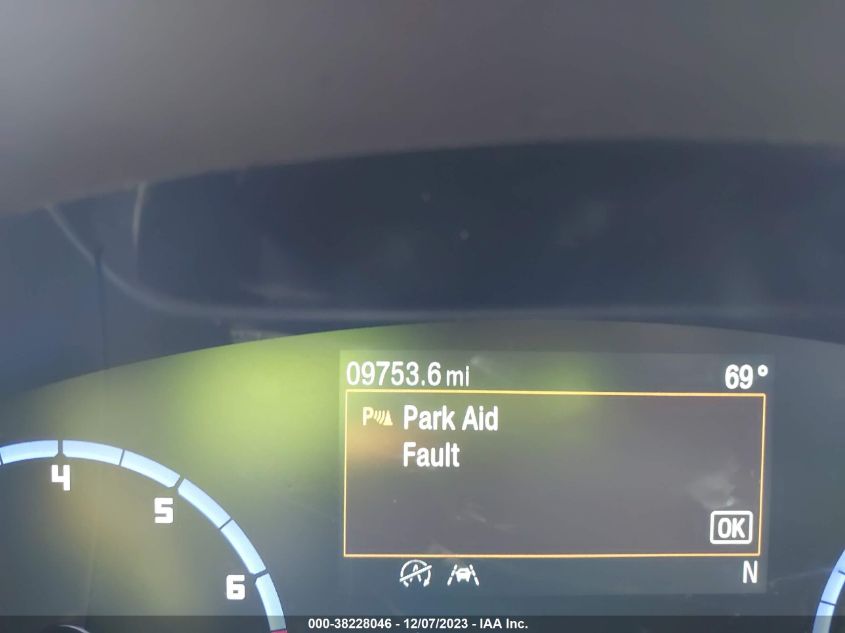 09753.6 mi 69°
P Park Aid
Fault
OK
4
5
6
A
N
000-38228046 - 12/07/2023 - IAA Inc.